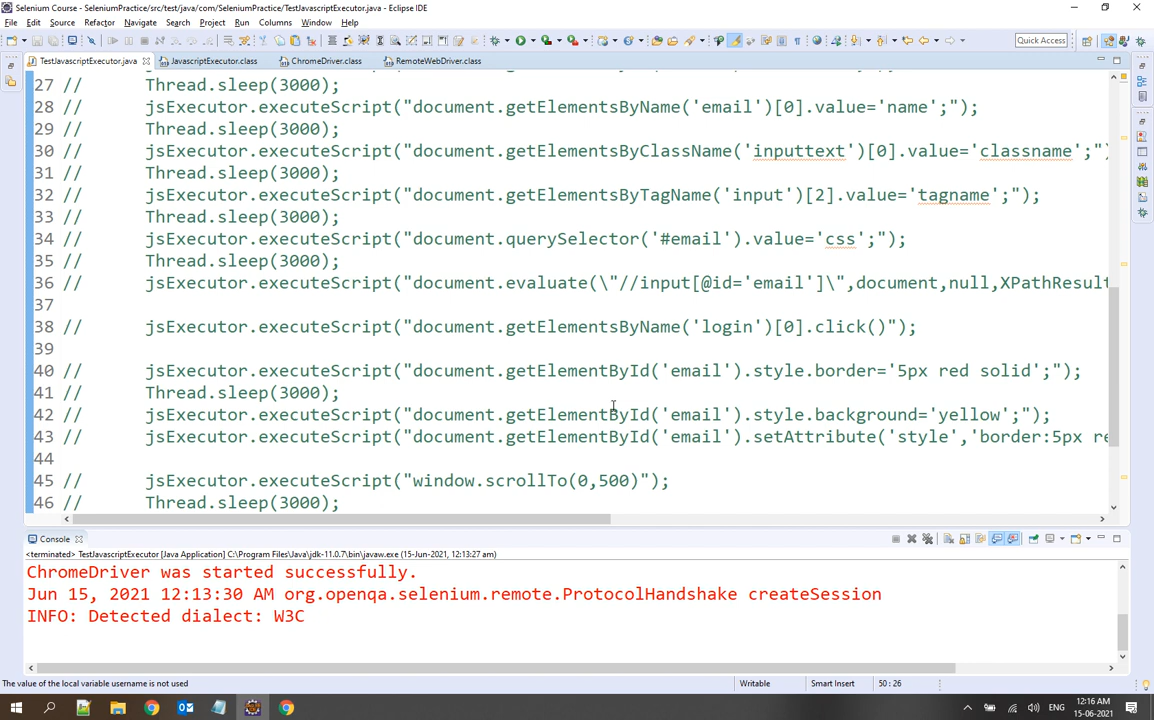 Selenium Course - SeleniumPractice/src/test/java/com/SeleniumPractice/TestJavascriptExecutor.java - Eclipse IDE
File Edit Source Refactor Navigate Search Project Run Columns Window Help
Quick Access
TestJavascriptExecutor.java JavascriptExecutor.class ChromeDriver.class RemoteWebDriver.class
27 // Thread.sleep(3000);
28 // jsExecutor.executeScript("document.getElementsByName('email')[0].value='name';");
29 // Thread.sleep(3000);
30 // jsExecutor.executeScript("document.getElementsByClassName('inputtext')[0].value='classname';")
31 // Thread.sleep(3000);
32 // jsExecutor.executeScript("document.getElementsByTagName('input')[2].value='tagname';");
33 // Thread.sleep(3000);
34 // jsExecutor.executeScript("document.querySelector('#email').value='css';");
35 // Thread.sleep(3000);
36 // jsExecutor.executeScript("document.evaluate(\"//input[@id='email']\",document,null,XPathResult
37
38 // jsExecutor.executeScript("document.getElementsByName('login')[0].click()");
39
40 // jsExecutor.executeScript("document.getElementById('email').style.border='5px red solid';");
41 // Thread.sleep(3000);
42 // jsExecutor.executeScript("document.getElementById('email').style.background='yellow';");
43 // jsExecutor.executeScript("document.getElementById('email').setAttribute('style','border:5px re
44
45 // jsExecutor.executeScript("window.scrollTo(0,500)");
46 // Thread.sleep(3000);
Console
<terminated> TestJavascriptExecutor [Java Application] C:\Program Files\Java\jdk-11.0.7\bin\javaw.exe (15-Jun-2021, 12:13:27 am)
ChromeDriver was started successfully.
Jun 15, 2021 12:13:30 AM org.openqa.selenium.remote.ProtocolHandshake createSession
INFO: Detected dialect: W3C
The value of the local variable username is not used Writable Smart Insert 50 : 26
ENG 12:16 AM
15-06-2021